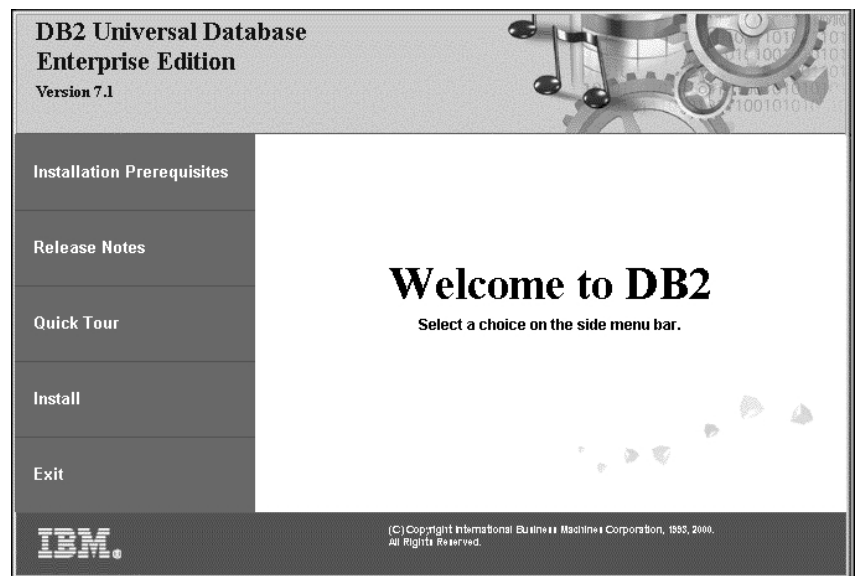 DB2 Universal Database
Enterprise Edition
Version 7.1
Installation Prerequisites
Release Notes
Quick Tour
Install
Exit
Welcome to DB2
Select a choice on the side menu bar.
IBM.
(C) Copyright International Business Machines Corporation, 1993, 2000.
All Rights Reserved.